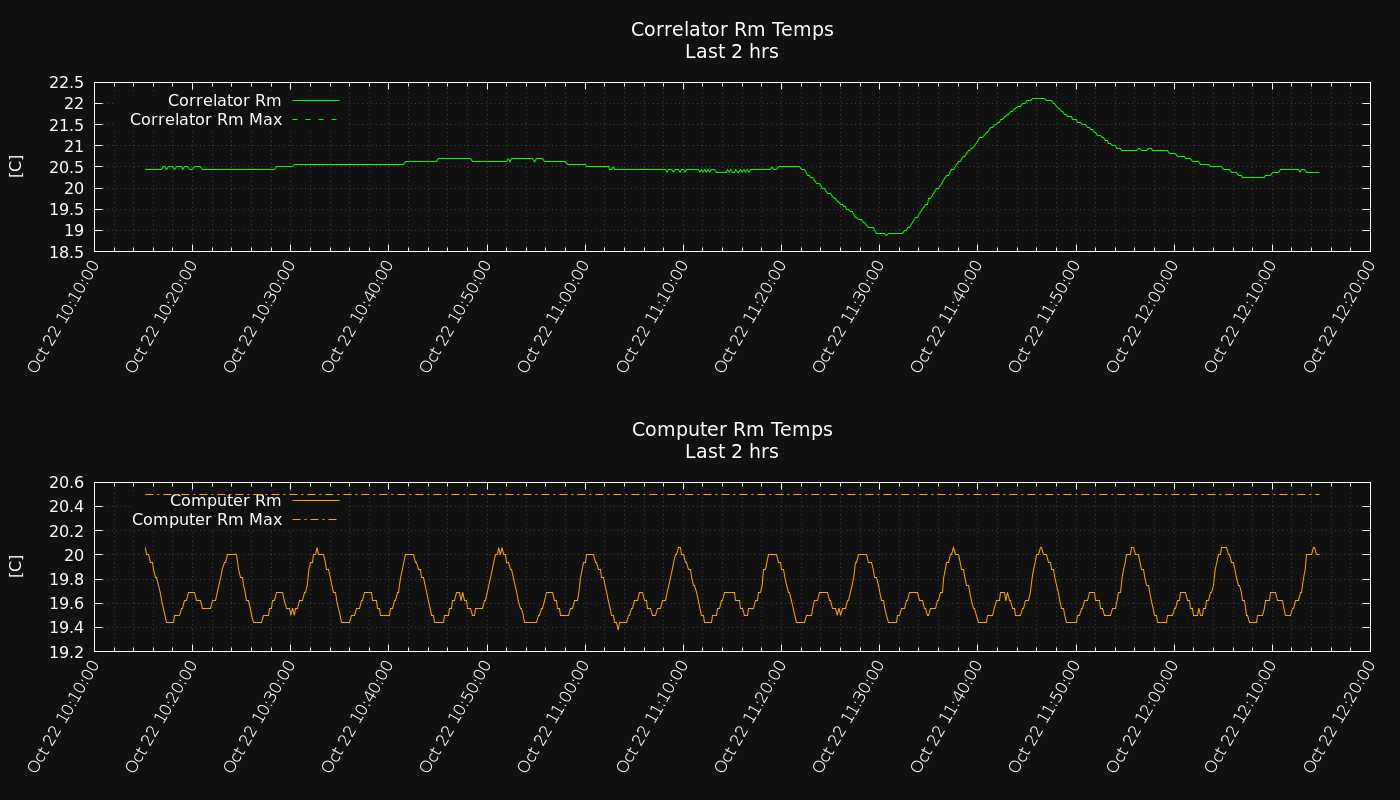 Correlator Rm Temps
Last 2 hrs
22.5
22
21.5
21
20.5
20
19.5
19
18.5
[C]
Correlator Rm
Correlator Rm Max
Oct 22 10:10:00
Oct 22 10:20:00
Oct 22 10:30:00
Oct 22 10:40:00
Oct 22 10:50:00
Oct 22 11:00:00
Oct 22 11:10:00
Oct 22 11:20:00
Oct 22 11:30:00
Oct 22 11:40:00
Oct 22 11:50:00
Oct 22 12:00:00
Oct 22 12:10:00
Oct 22 12:20:00
Computer Rm Temps
Last 2 hrs
20.6
20.4
20.2
20
19.8
19.6
19.4
19.2
[C]
Computer Rm
Computer Rm Max
Oct 22 10:10:00
Oct 22 10:20:00
Oct 22 10:30:00
Oct 22 10:40:00
Oct 22 10:50:00
Oct 22 11:00:00
Oct 22 11:10:00
Oct 22 11:20:00
Oct 22 11:30:00
Oct 22 11:40:00
Oct 22 11:50:00
Oct 22 12:00:00
Oct 22 12:10:00
Oct 22 12:20:00